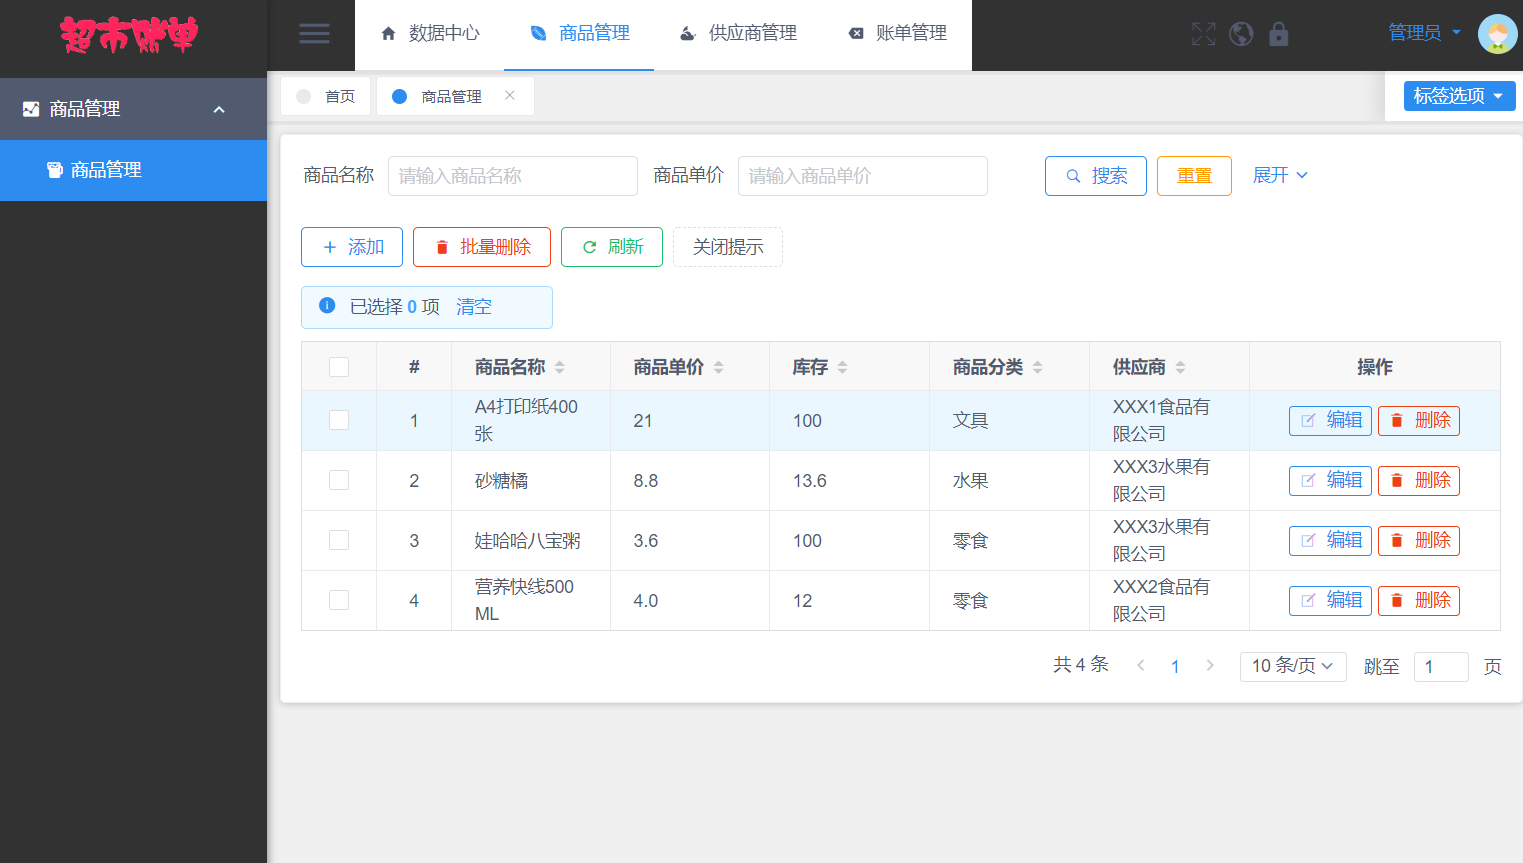 超市账单
数据中心 商品管理 供应商管理 账单管理 管理员
商品管理
商品管理
首页 商品管理 标签选项
商品名称 请输入商品名称 商品单价 请输入商品单价 搜索 重置 展开
添加 批量删除 刷新 关闭提示
已选择 0 项 清空
# 商品名称 商品单价 库存 商品分类 供应商 操作
1 A4打印纸400张 21 100 文具 XXX1食品有限公司 编辑 删除
2 砂糖橘 8.8 13.6 水果 XXX3水果有限公司 编辑 删除
3 娃哈哈八宝粥 3.6 100 零食 XXX3水果有限公司 编辑 删除
4 营养快线500ML 4.0 12 零食 XXX2食品有限公司 编辑 删除
共 4 条 1 10 条/页 跳至 1 页